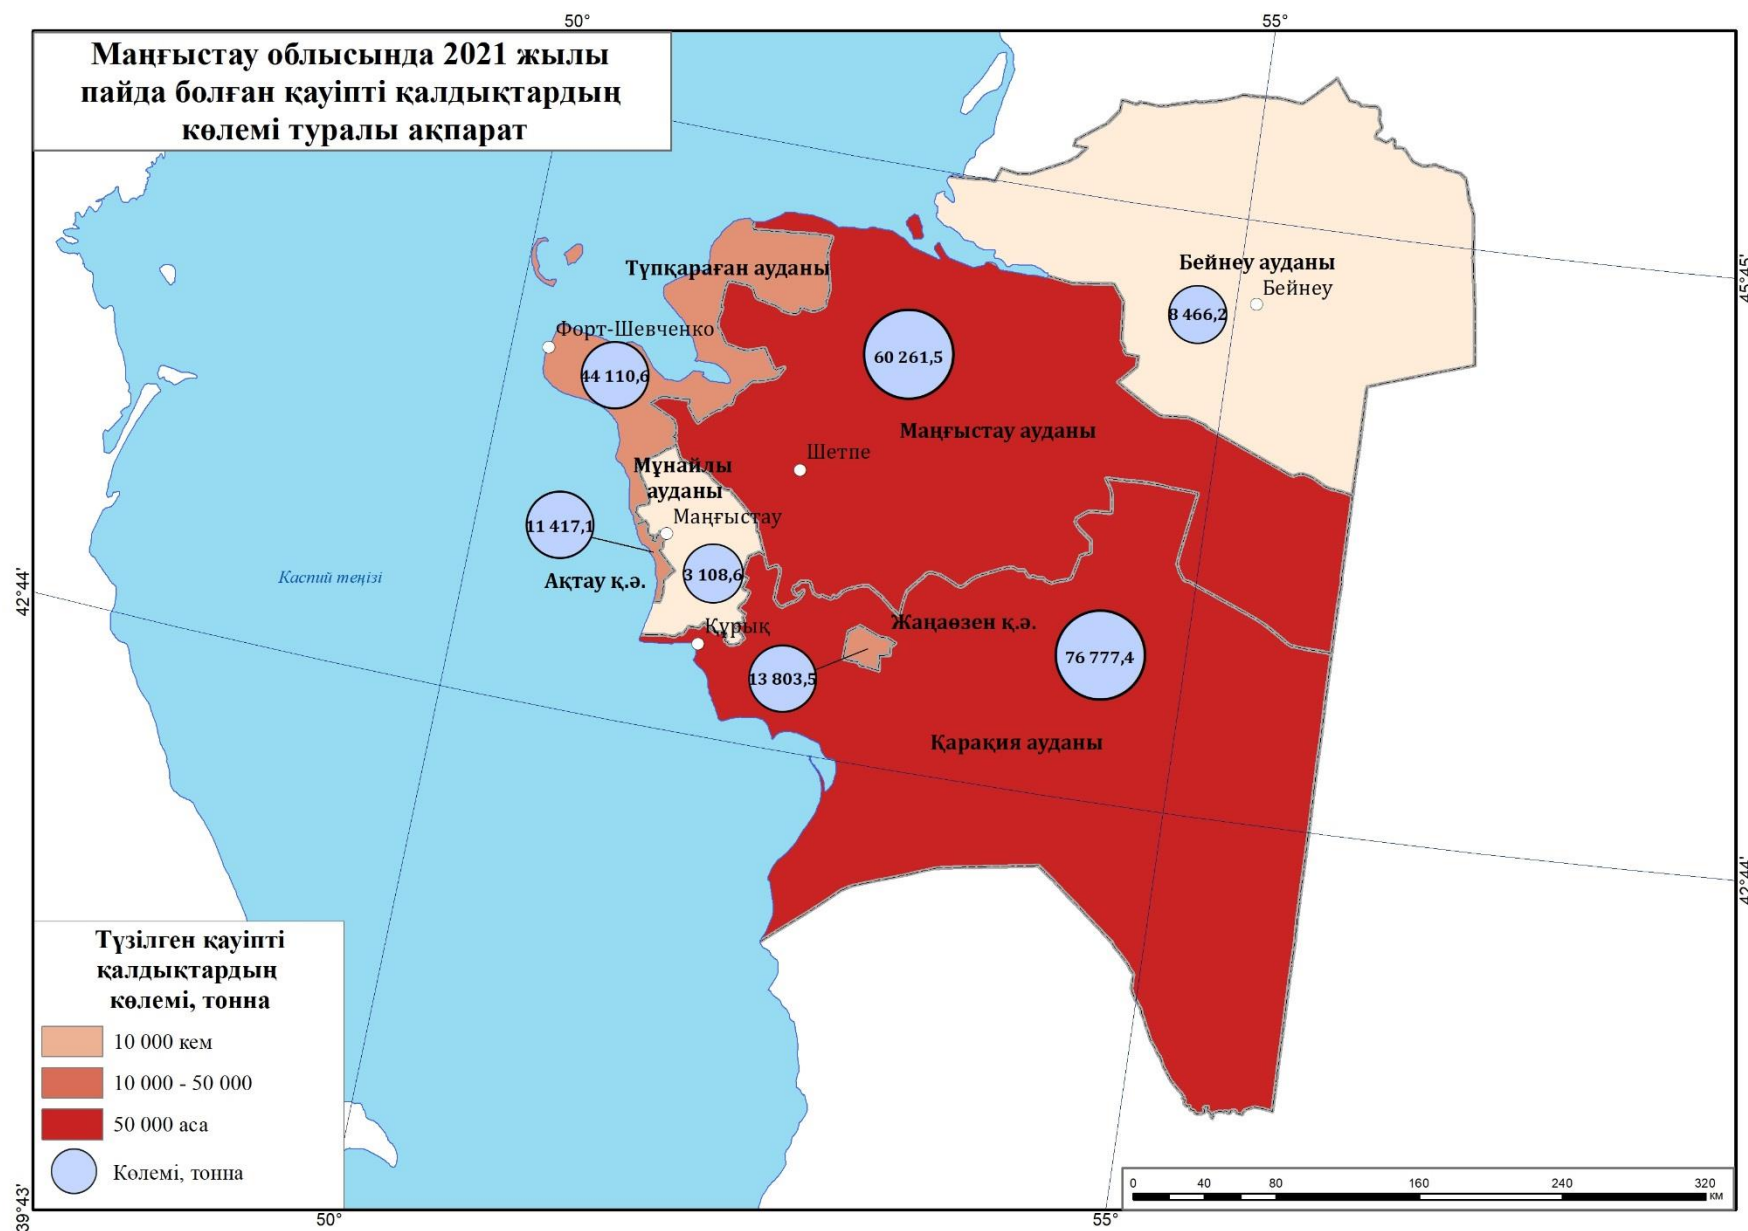 50°
55°
Маңғыстау облысында 2021 жылы
пайда болған қауіпті қалдықтардың
көлемі туралы ақпарат
45°45'
Түпқараған ауданы
Бейнеу ауданы
Бейнеу
8 466,2
Форт-Шевченко
44 110,6
60 261,5
Маңғыстау ауданы
Шетпе
Мұнайлы
ауданы
Маңғыстау
11 417,1
3 108,6
Ақтау қ.ә.
Каспий теңізі
42°44'
Құрық
Жаңаөзен қ.ә.
13 803,5
76 777,4
Қарақия ауданы
42°44'
Түзілген қауіпті
қалдықтардың
көлемі, тонна
10 000 кем
10 000 - 50 000
50 000 аса
Көлемі, тонна
0 40 80 160 240 320
км
39°43'
50°
55°